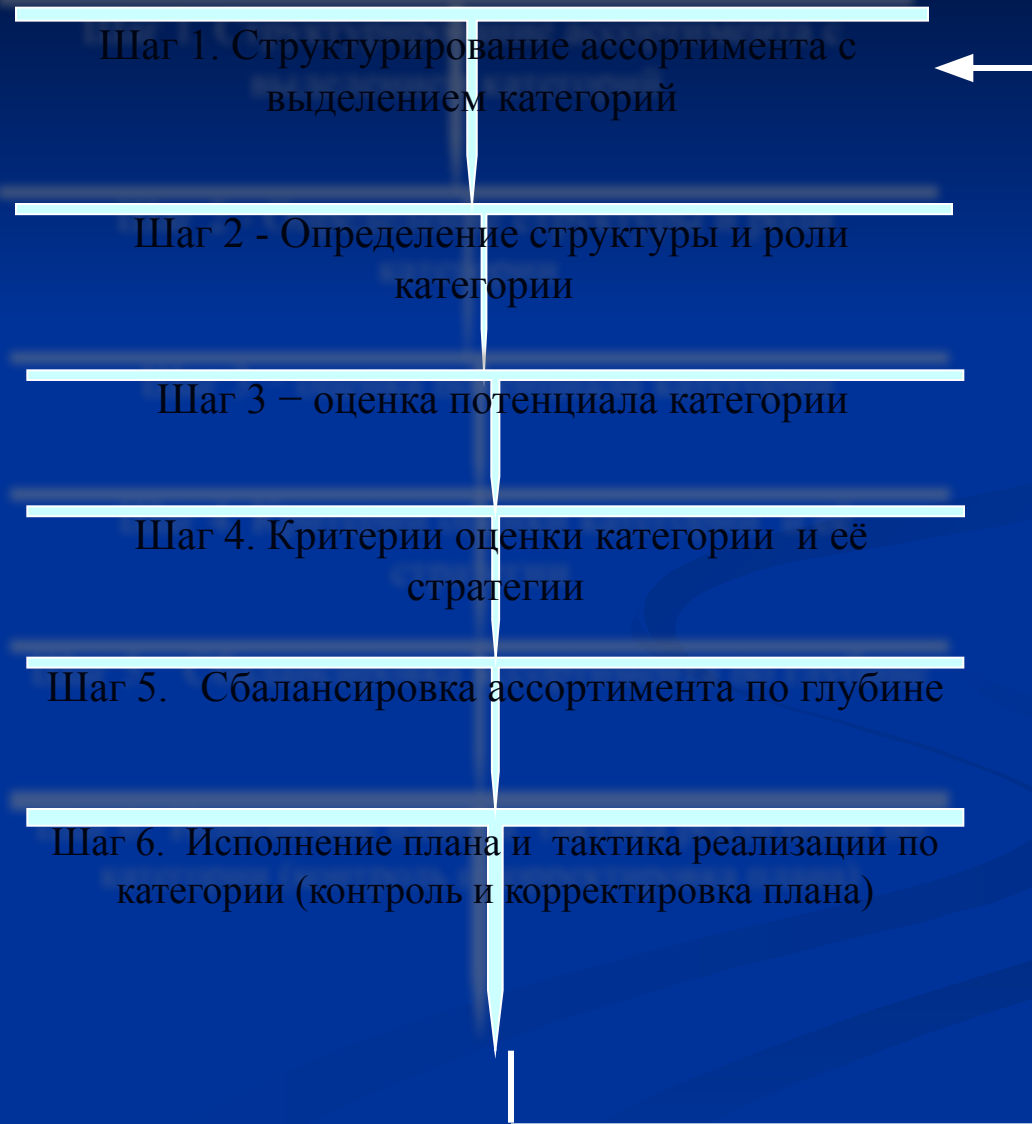 Шаг 1. Структурирование ассортимента с
выделением категорий
Шаг 2 - Определение структуры и роли
категории
Шаг 3 − оценка потенциала категории
Шаг 4. Критерии оценки категории и её
стратегии
Шаг 5. Сбалансировка ассортимента по глубине
Шаг 6. Исполнение плана и тактика реализации по
категории (контроль и корректировка плана)